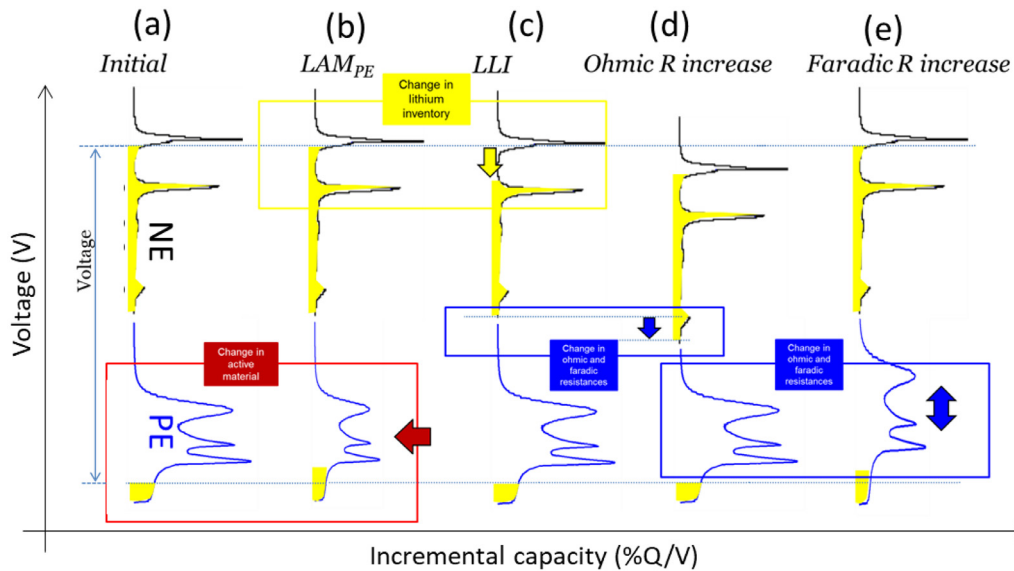 (a)
(b)
(c)
(d)
(e)
Initial
LAM_PE
LLI
Ohmic R increase
Faradic R increase
Change in
lithium
inventory
NE
Voltage
Voltage (V)
Change in
active
material
Change in
ohmic and
faradic
resistances
Change in
ohmic and
faradic
resistances
PE
Incremental capacity (%Q/V)